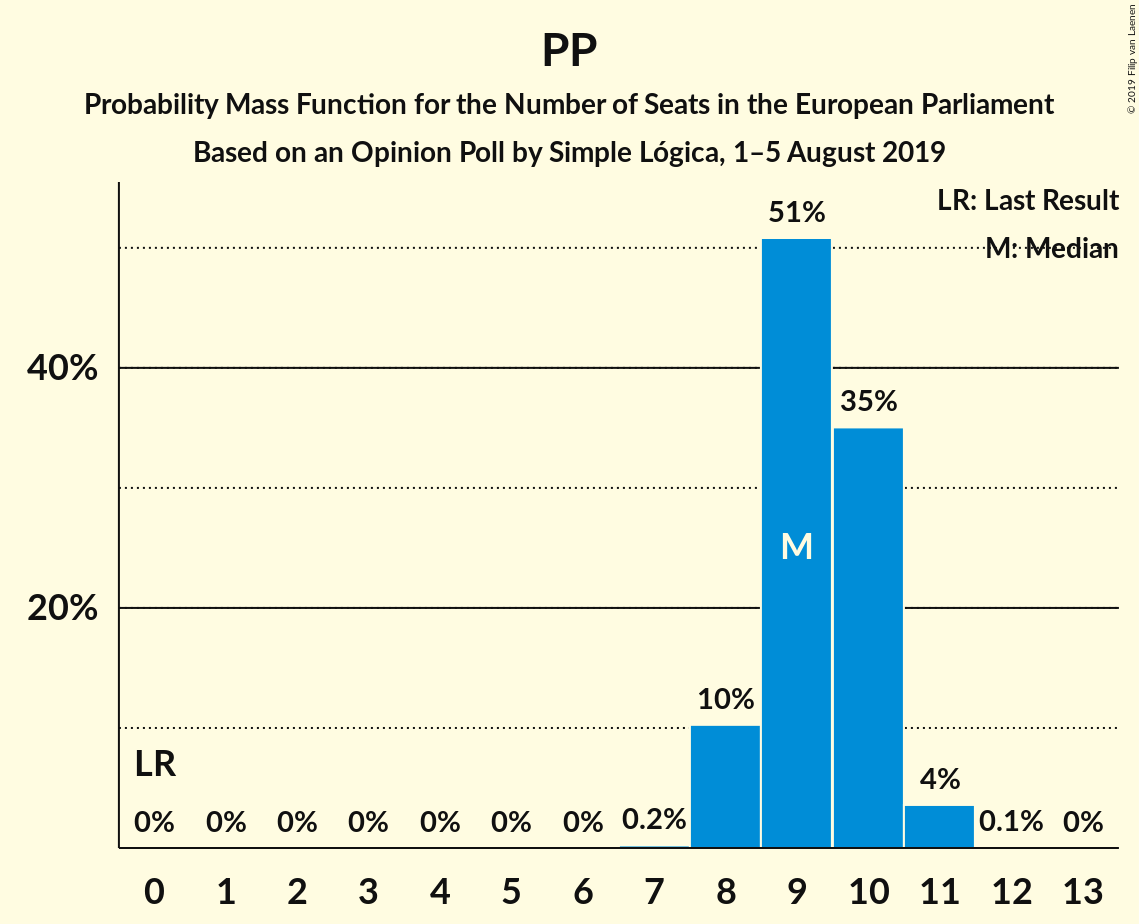 PP
Probability Mass Function for the Number of Seats in the European Parliament
Based on an Opinion Poll by Simple Lógica, 1–5 August 2019
© 2019 Filip van Laenen
LR: Last Result
M: Median
51%
40%
35%
M
20%
10%
LR
4%
0% 0% 0% 0% 0% 0% 0% 0.2% 0.1% 0%
0 1 2 3 4 5 6 7 8 9 10 11 12 13